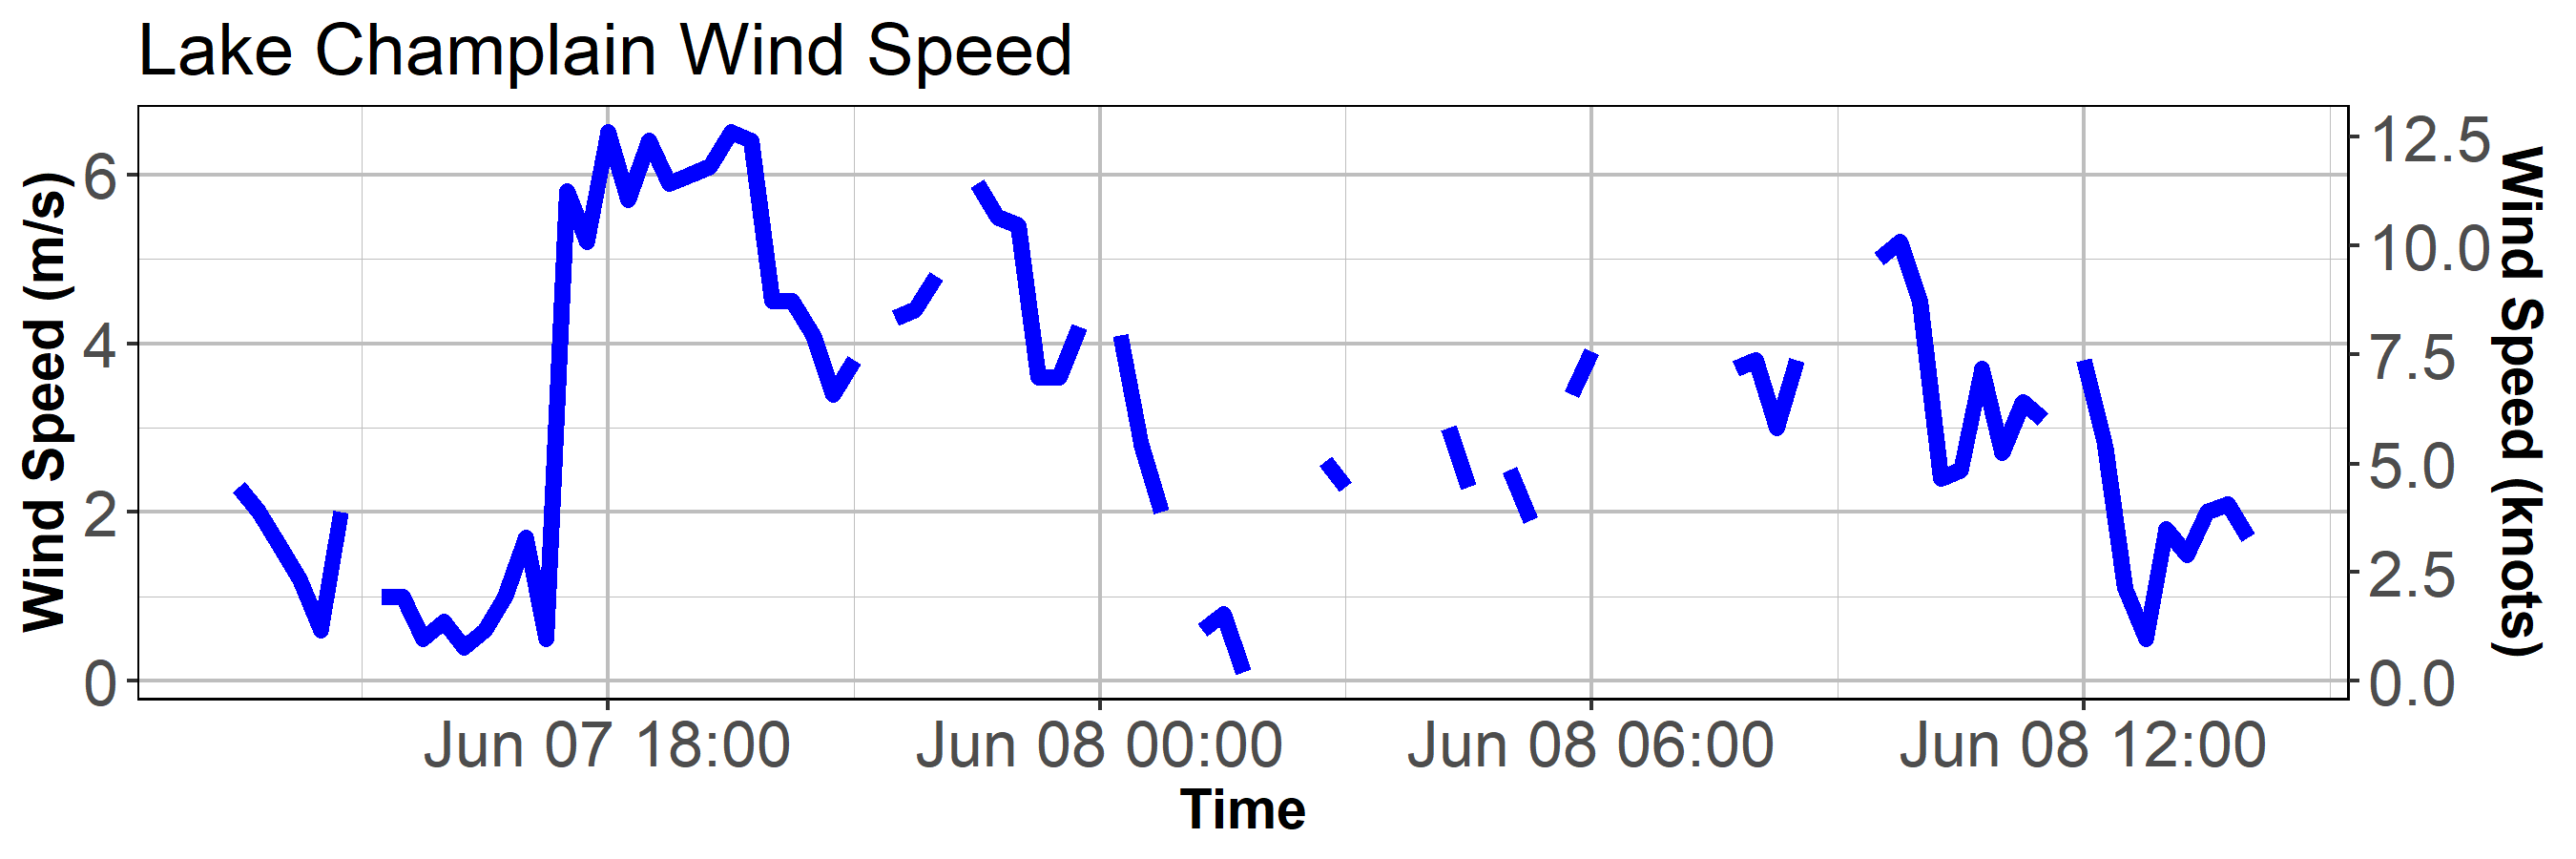 Lake Champlain Wind Speed
Wind Speed (m/s)
6
4
2
0
12.5
10.0
7.5
5.0
2.5
0.0
Wind Speed (knots)
Jun 07 18:00
Jun 08 00:00
Jun 08 06:00
Jun 08 12:00
Time